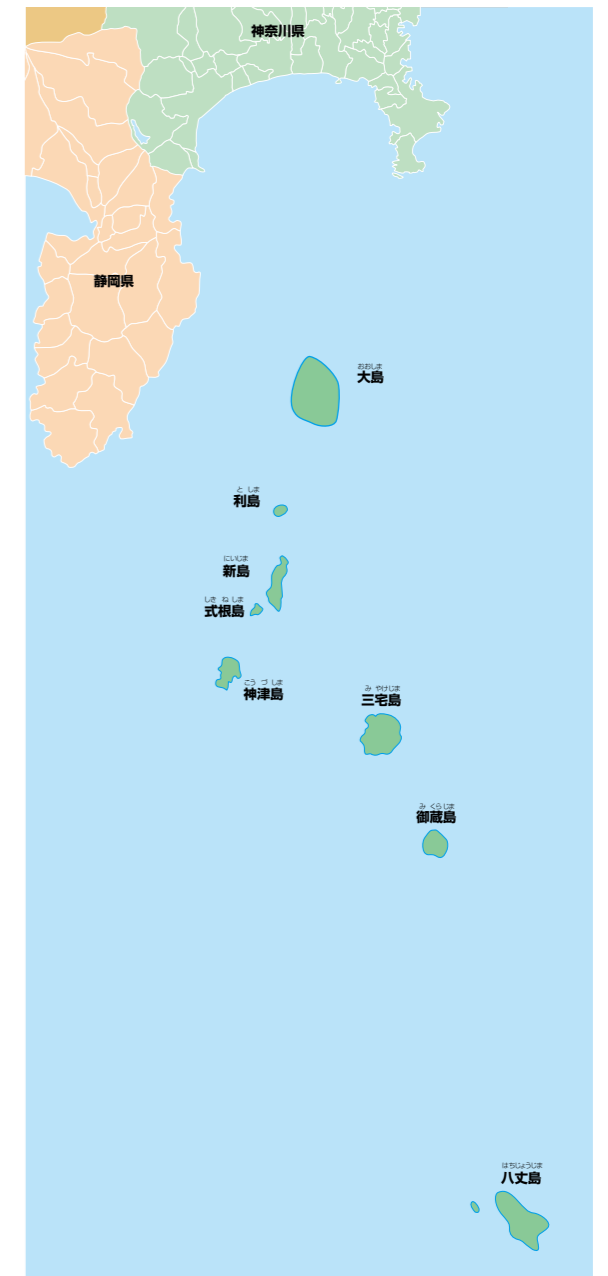 神奈川県
静岡県
おおしま
大島
と しま
利島
にいじま
新島
しき ね しま
式根島
こう づ しま
神津島
み やけじま
三宅島
み くらじま
御蔵島
はちじょうじま
八丈島